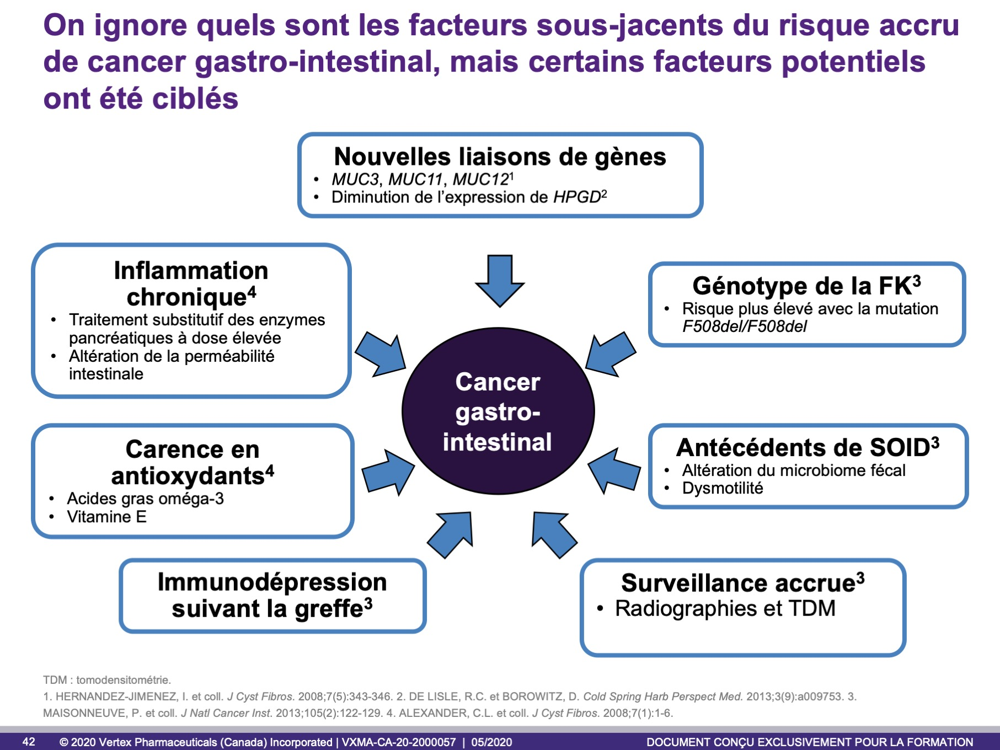 On ignore quels sont les facteurs sous-jacents du risque accru
de cancer gastro-intestinal, mais certains facteurs potentiels
ont été ciblés
Nouvelles liaisons de gènes
• MUC3, MUC11, MUC12¹
• Diminution de l’expression de HPGD²
Inflammation
chronique⁴
• Traitement substitutif des enzymes
pancréatiques à dose élevée
• Altération de la perméabilité
intestinale
Génotype de la FK³
• Risque plus élevé avec la mutation
F508del/F508del
Cancer
gastro-
intestinal
Carence en
antioxydants⁴
• Acides gras oméga-3
• Vitamine E
Antécédents de SOID³
• Altération du microbiome fécal
• Dysmotilité
Immunodépression
suivant la greffe³
Surveillance accrue³
• Radiographies et TDM
TDM : tomodensitométrie.
1. HERNANDEZ-JIMENEZ, I. et coll. J Cyst Fibros. 2008;7(5):343-346. 2. DE LISLE, R.C. et BOROWITZ, D. Cold Spring Harb Perspect Med. 2013;3(9):a009753. 3.
MAISONNEUVE, P. et coll. J Natl Cancer Inst. 2013;105(2):122-129. 4. ALEXANDER, C.L. et coll. J Cyst Fibros. 2008;7(1):1-6.
42 © 2020 Vertex Pharmaceuticals (Canada) Incorporated | VXMA-CA-20-2000057 | 05/2020 DOCUMENT CONÇU EXCLUSIVEMENT POUR LA FORMATION